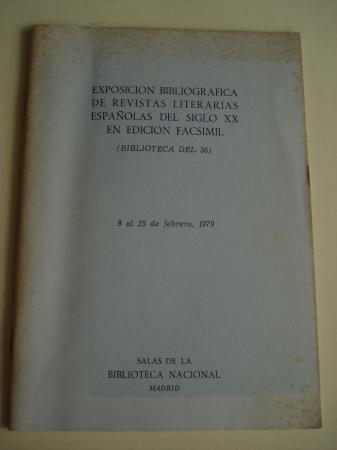 EXPOSICION BIBLIOGRAFICA
DE REVISTAS LITERARIAS
ESPAÑOLAS DEL SIGLO XX
EN EDICION FACSIMIL
(BIBLIOTECA DEL 36)
9 al 25 de febrero, 1979
SALAS DE LA
BIBLIOTECA NACIONAL
MADRID